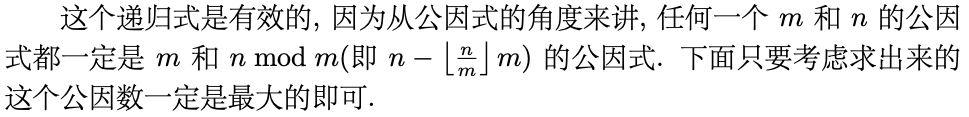 这个递归式是有效的, 因为从公因式的角度来讲, 任何一个 m 和 n 的公因
式都一定是 m 和 n mod m(即 n − ⌊n/m⌋ m) 的公因式. 下面只要考虑求出来的
这个公因数一定是最大的即可.